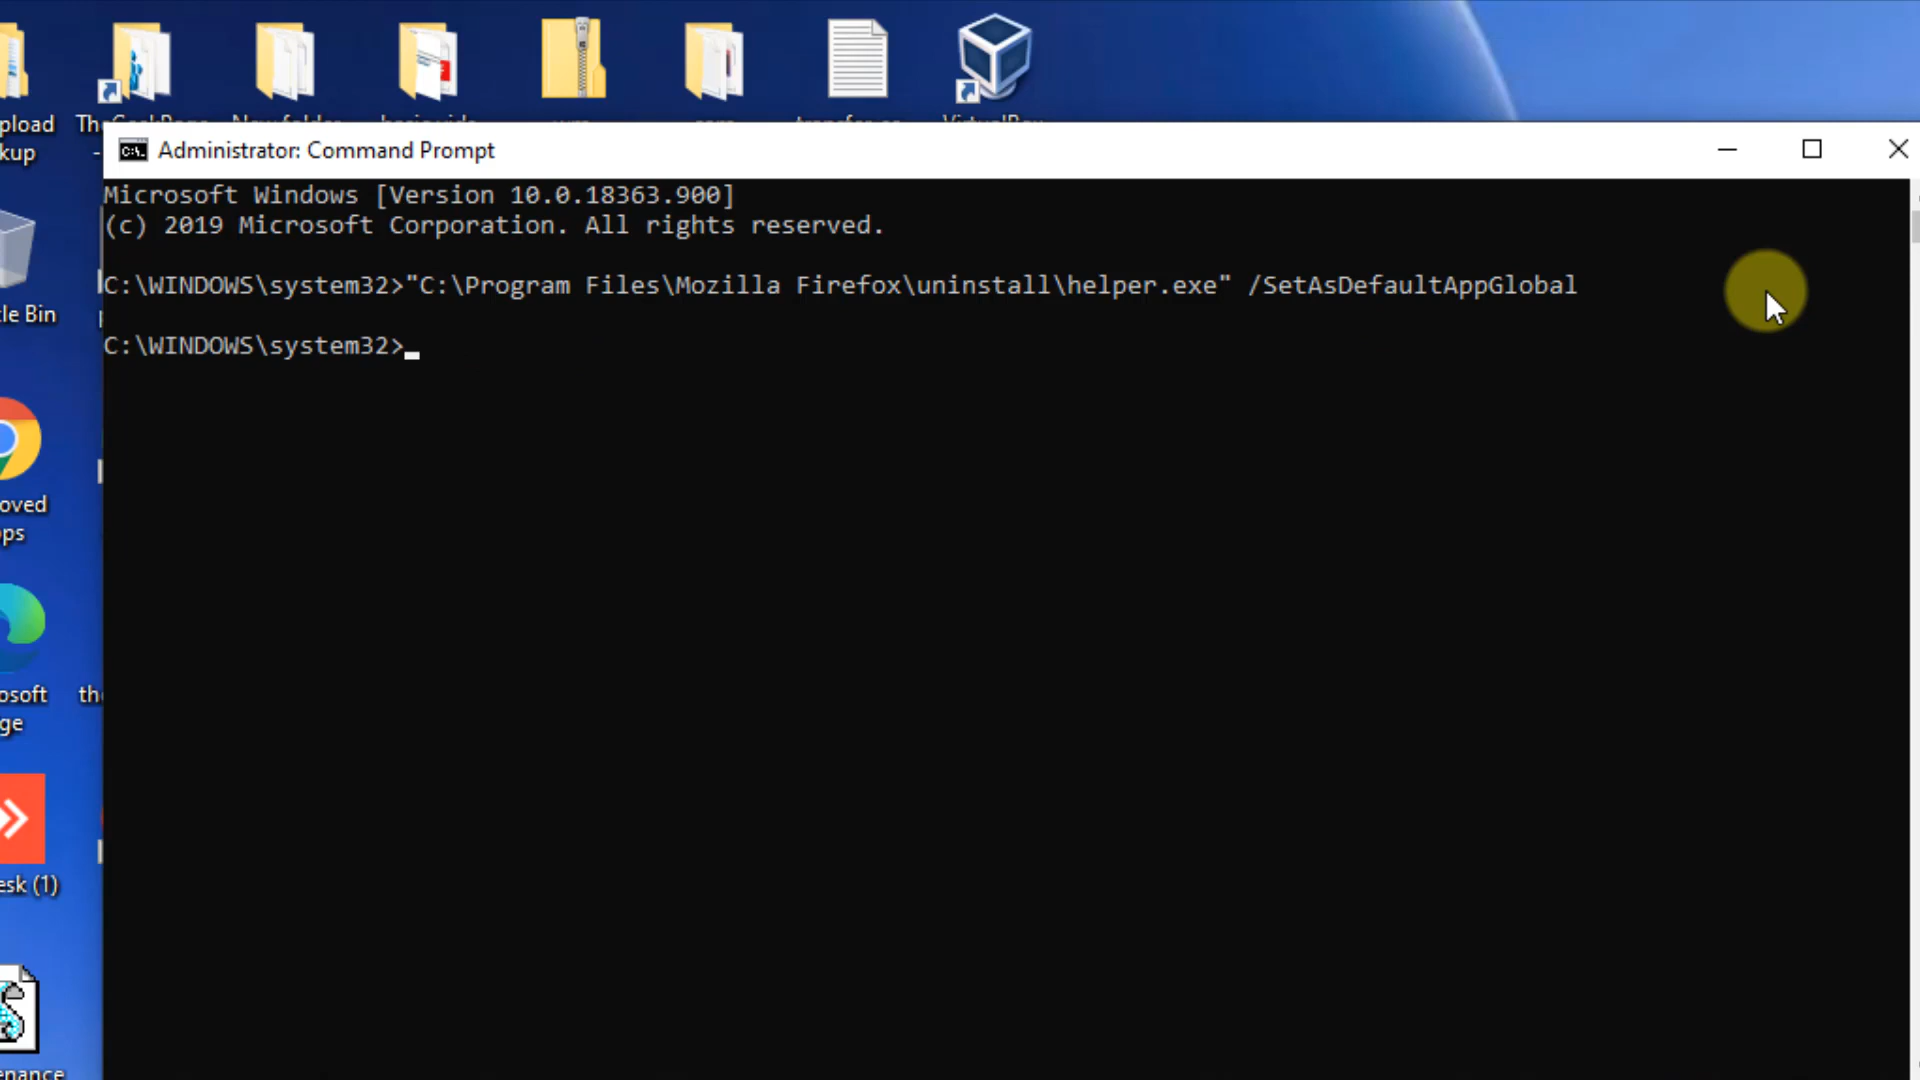 pload
kup
Administrator: Command Prompt
Microsoft Windows [Version 10.0.18363.900]
(c) 2019 Microsoft Corporation. All rights reserved.
C:\WINDOWS\system32>"C:\Program Files\Mozilla Firefox\uninstall\helper.exe" /SetAsDefaultAppGlobal
C:\WINDOWS\system32>
le Bin
oved
ps
osoft
ge
the
esk (1)
enance